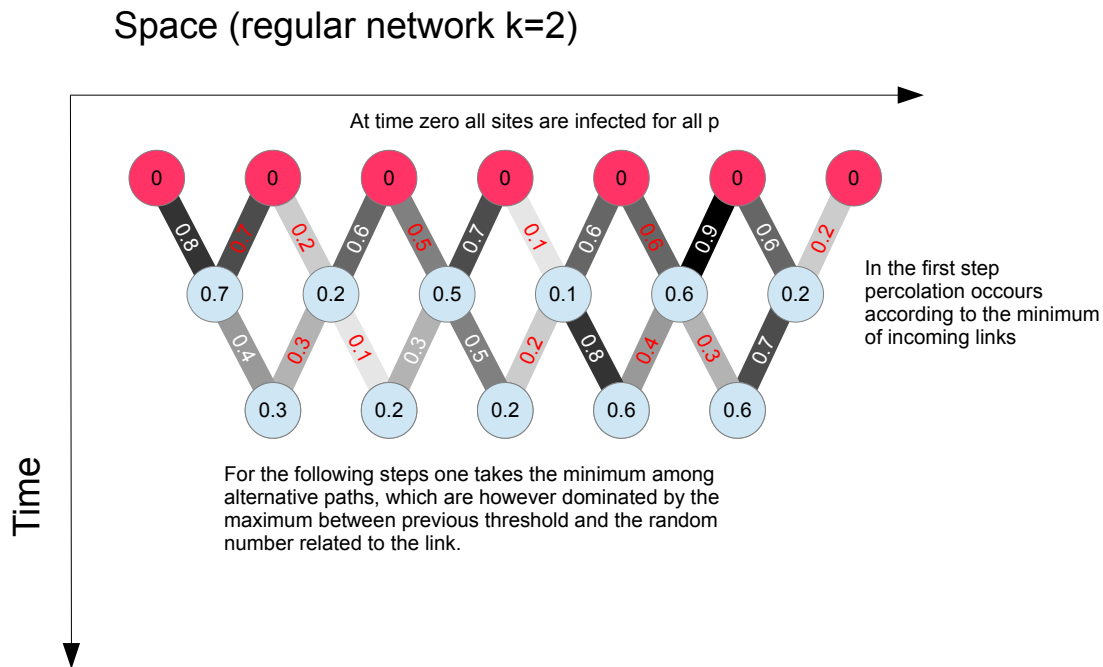 Space (regular network k=2)
At time zero all sites are infected for all p
0 0 0 0 0 0 0
0.8 0.7 0.2 0.6 0.5 0.7 0.1 0.6 0.6 0.9 0.6 0.2
0.7 0.2 0.5 0.1 0.6 0.2
In the first step
percolation occours
according to the minimum
of incoming links
0.4 0.3 0.1 0.3 0.5 0.2 0.8 0.4 0.3 0.7
0.3 0.2 0.2 0.6 0.6
For the following steps one takes the minimum among
alternative paths, which are however dominated by the
maximum between previous threshold and the random
number related to the link.
Time